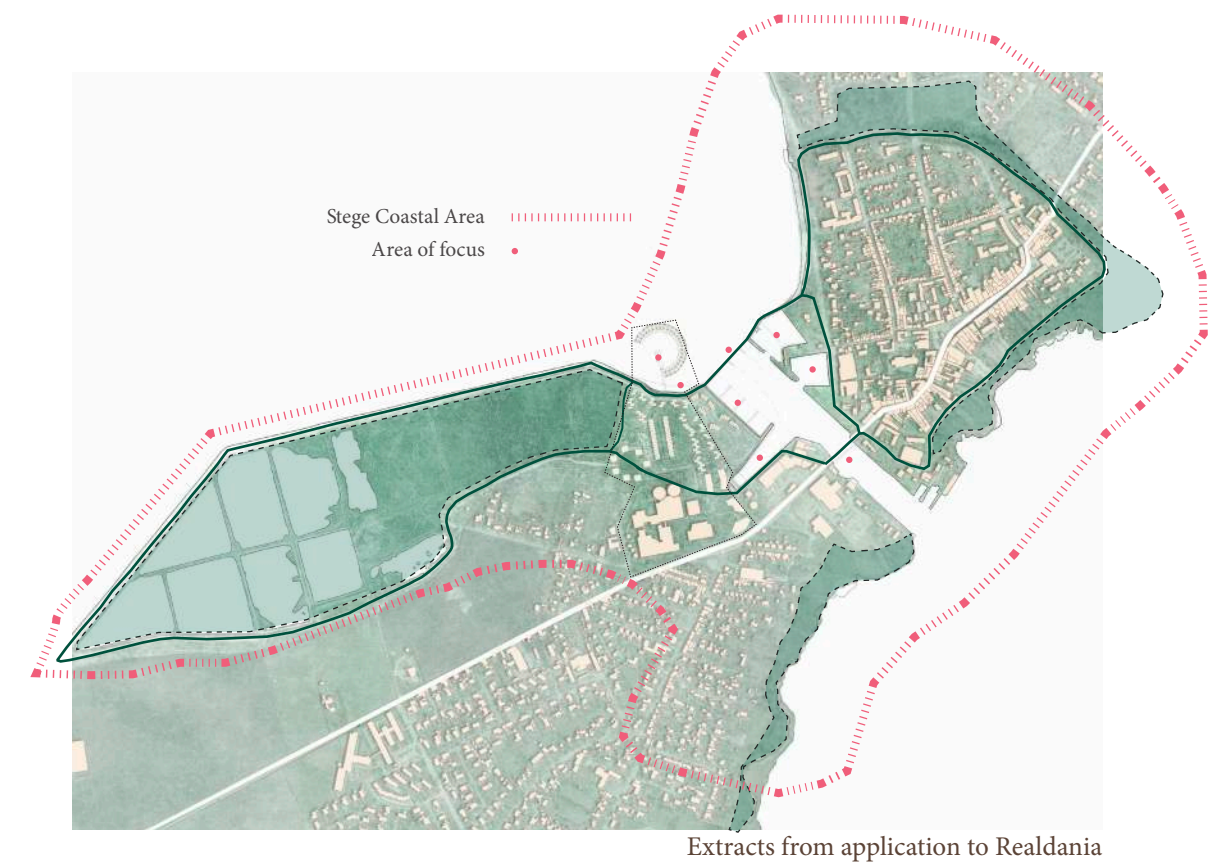 Stege Coastal Area
Area of focus
Extracts from application to Realdania